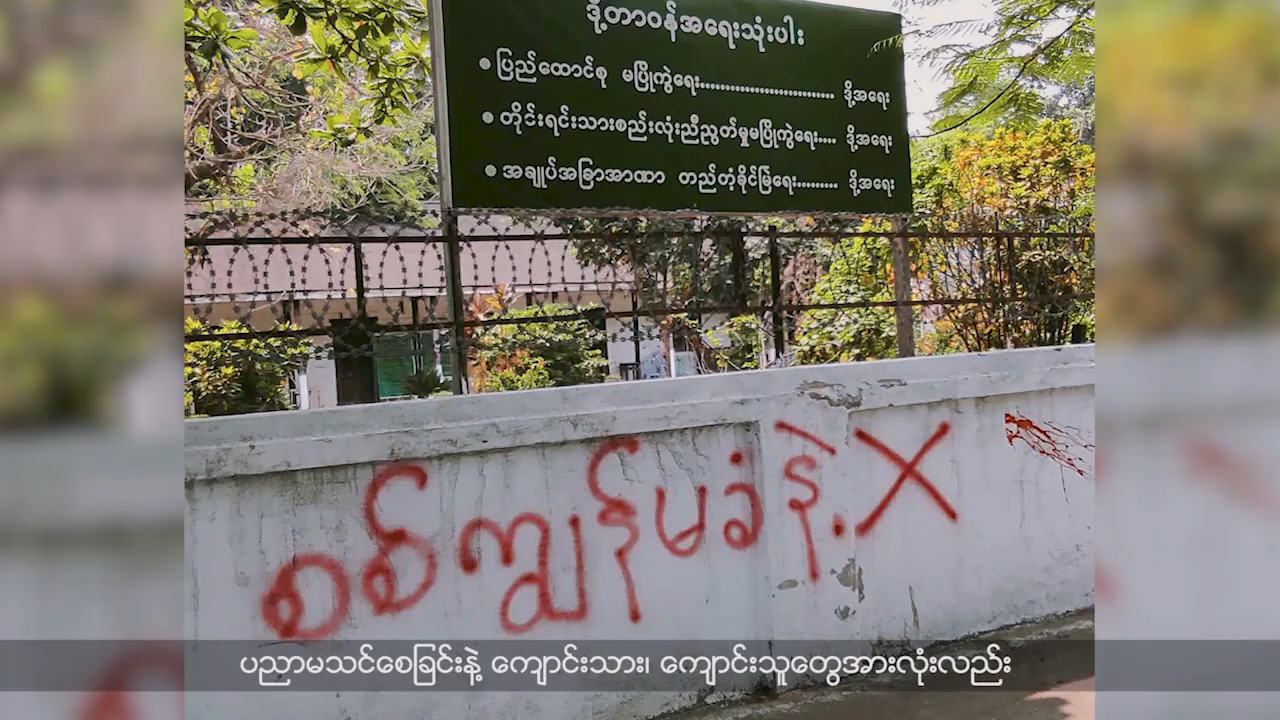 ဒို့တာဝန်အရေးသုံးပါး
ပြည်ထောင်စု မပြိုကွဲရေး........................... ဒို့အရေး
တိုင်းရင်းသားစည်းလုံးညီညွတ်မှုမပြိုကွဲရေး.... ဒို့အရေး
အချုပ်အခြာအာဏာ တည်တံ့ခိုင်မြဲရေး......... ဒို့အရေး
စစ်ကျွန်မခံနဲ့ X
ပညာမသင်စေခြင်းနဲ့ ကျောင်းသား၊ ကျောင်းသူတွေအားလုံးလည်း